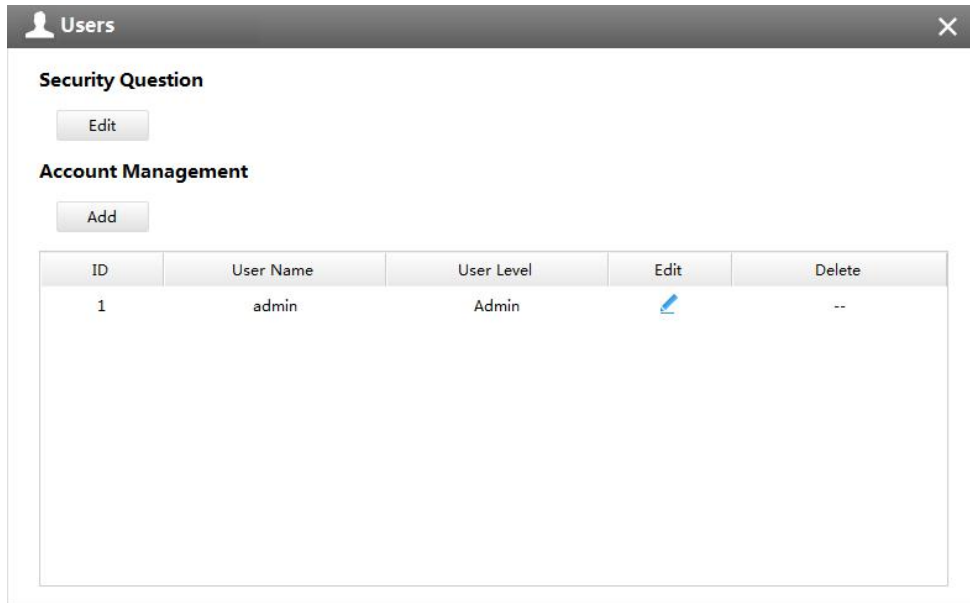 Users
Security Question
Edit
Account Management
Add
ID User Name User Level Edit Delete
1 admin Admin --